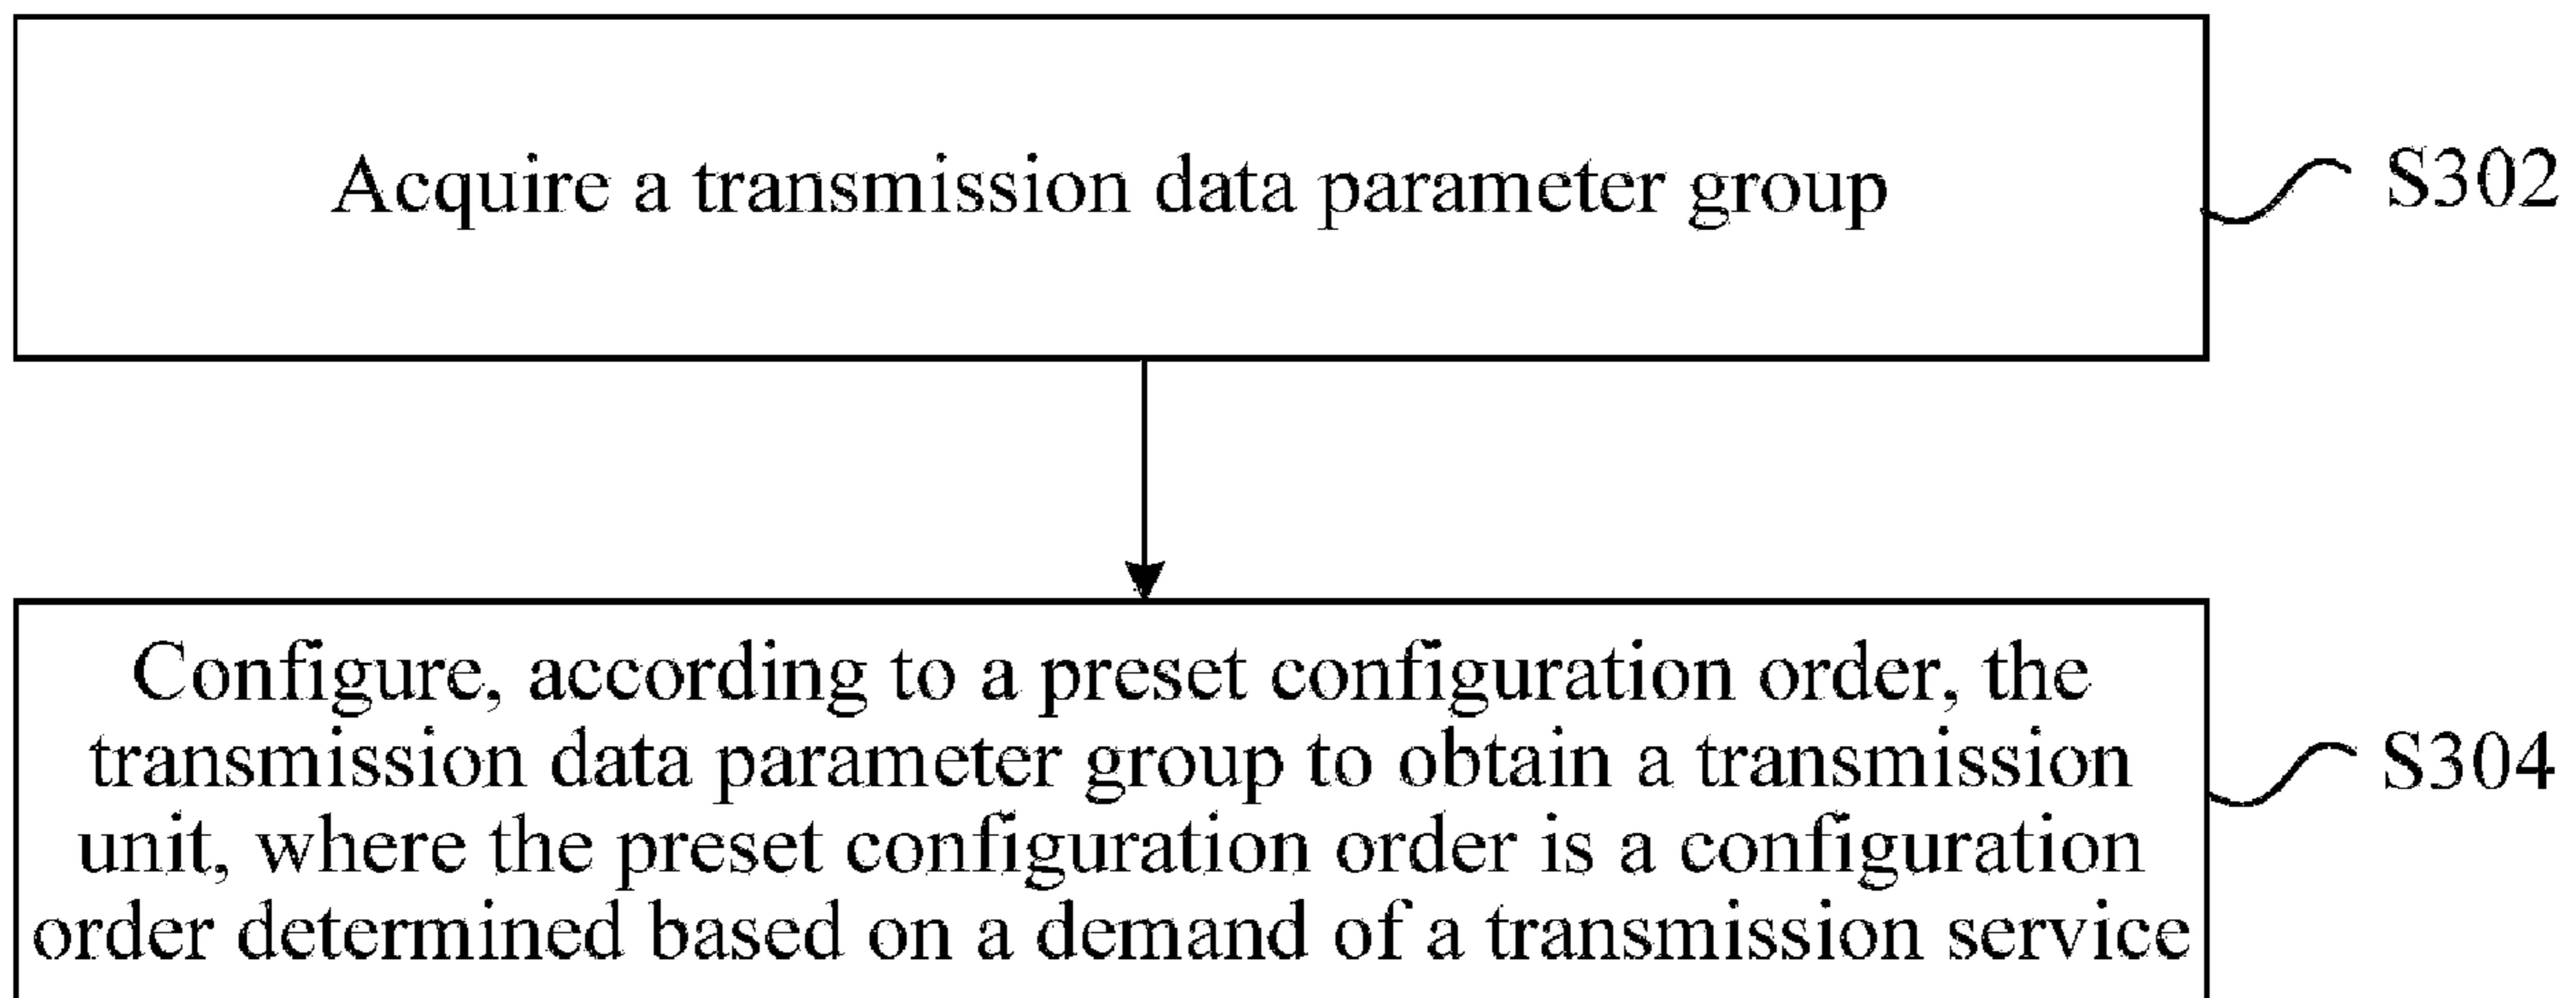 Acquire a transmission data parameter group
S302
Configure, according to a preset configuration order, the
transmission data parameter group to obtain a transmission
unit, where the preset configuration order is a configuration
order determined based on a demand of a transmission service
S304